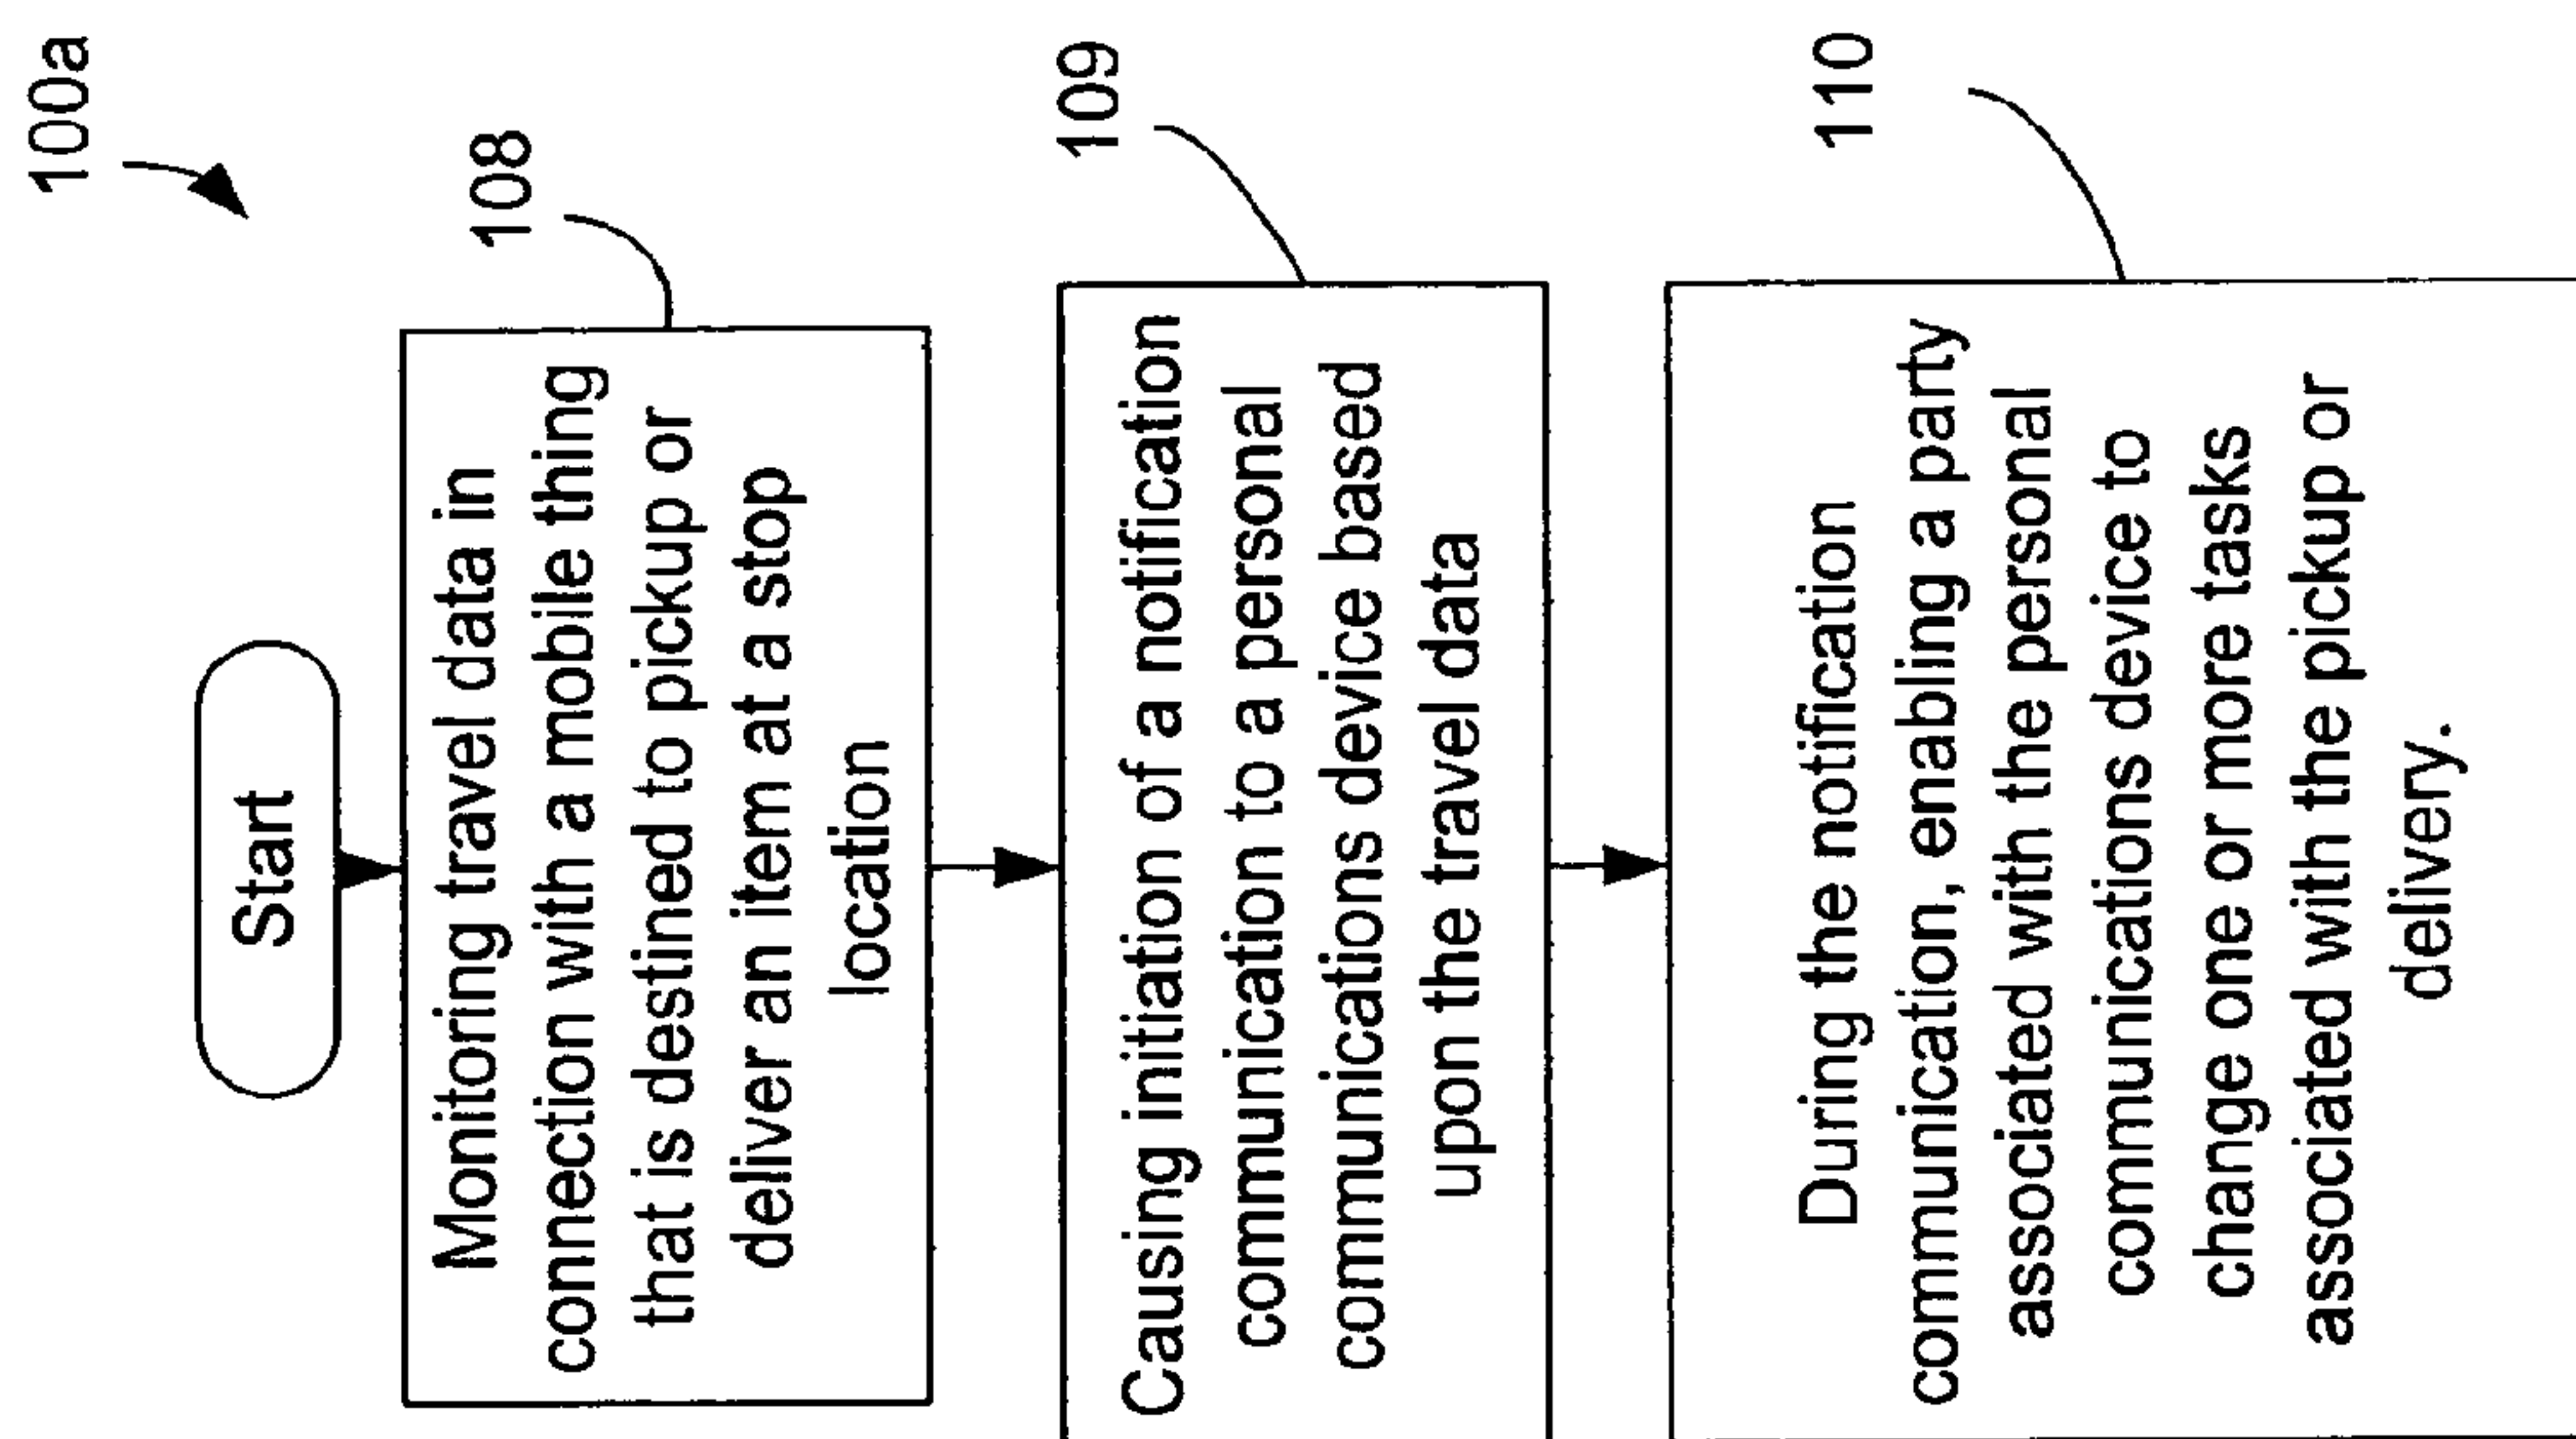 100a
Start
108
Monitoring travel data in
connection with a mobile thing
that is destined to pickup or
deliver an item at a stop
location
109
Causing initiation of a notification
communication to a personal
communications device based
upon the travel data
110
During the notification
communication, enabling a party
associated with the personal
communications device to
change one or more tasks
associated with the pickup or
delivery.